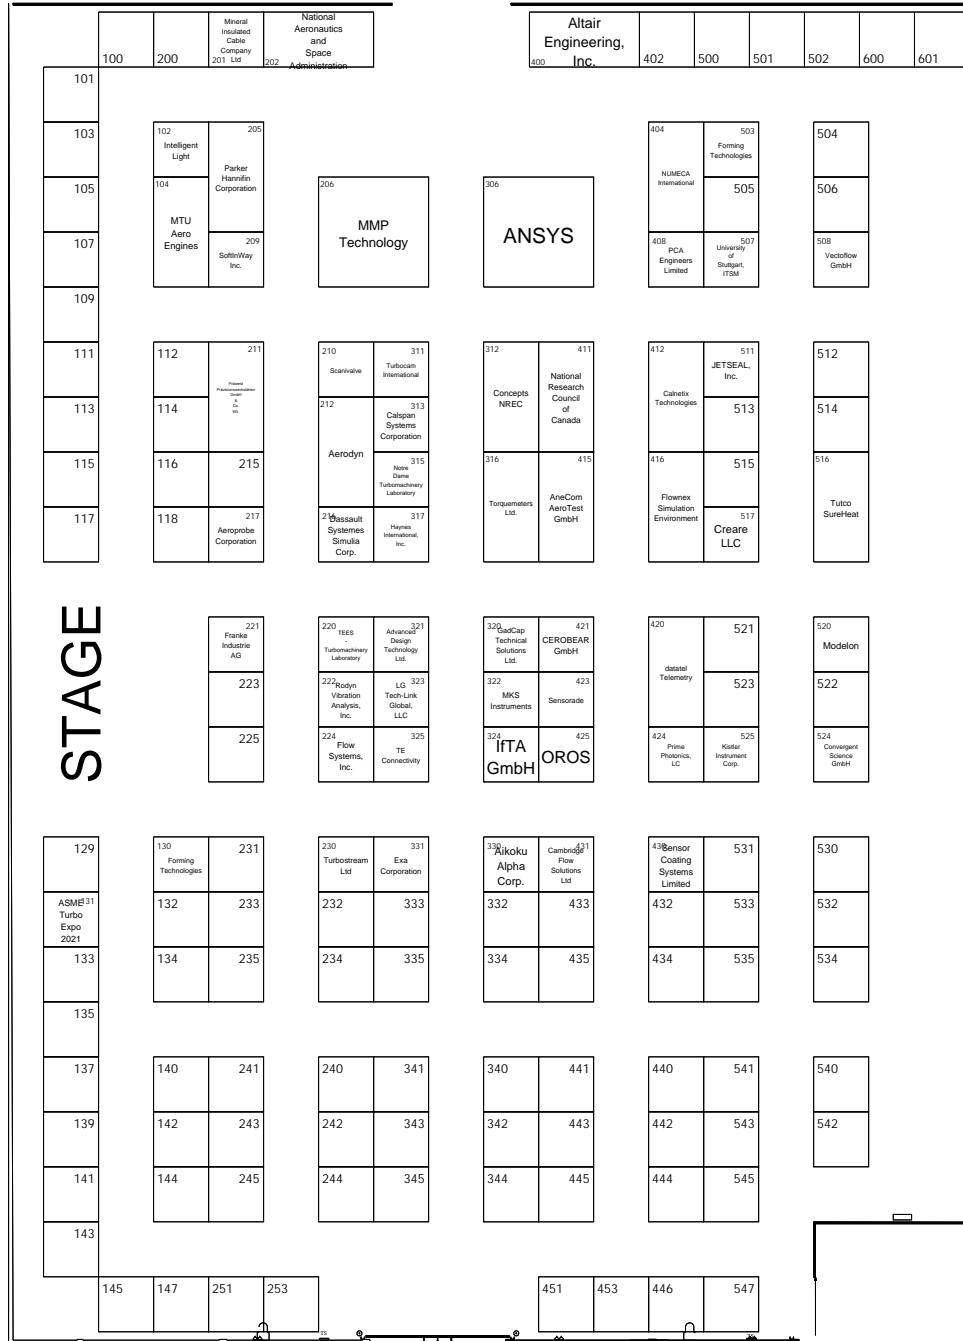 National
Aeronautics
and
Space
Administration
202
Mineral
Insulated
Cable
Company
Ltd
201
100
200
Altair
Engineering,
Inc.
400
402
500
501
502
600
601
101
103
105
107
109
111
113
115
117
102
Intelligent
Light
205
Parker
Hannifin
Corporation
104
MTU
Aero
Engines
209
SoftInWay
Inc.
206
MMP
Technology
306
ANSYS
404
NUMECA
International
503
Forming
Technologies
505
408
PCA
Engineers
Limited
507
University
of
Stuttgart,
ITSM
504
506
508
Vectoflow
GmbH
112
211
Präwest
Präzisionswerkstätten
GmbH
&
Co.
KG.
114
116
215
118
217
Aeroprobe
Corporation
210
Scanivalve
311
Turbocam
International
212
Aerodyn
313
Calspan
Systems
Corporation
315
Notre
Dame
Turbomachinery
Laboratory
216
Dassault
Systemes
Simulia
Corp.
317
Haynes
International,
Inc.
312
Concepts
NREC
411
National
Research
Council
of
Canada
316
Torquemeters
Ltd.
415
AneCom
AeroTest
GmbH
412
Calnetix
Technologies
511
JETSEAL,
Inc.
513
416
Flownex
Simulation
Environment
515
517
Creare
LLC
512
514
516
Tutco
SureHeat
STAGE
221
Franke
Industrie
AG
223
225
220
TEES
-
Turbomachinery
Laboratory
321
Advanced
Design
Technology
Ltd.
222
Rodyn
Vibration
Analysis,
Inc.
323
LG
Tech-Link
Global,
LLC
224
Flow
Systems,
Inc.
325
TE
Connectivity
320
GadCap
Technical
Solutions
Ltd.
421
CEROBEAR
GmbH
322
MKS
Instruments
423
Sensorade
324
IfTA
GmbH
425
OROS
420
datatel
Telemetry
521
523
424
Prime
Photonics,
LC
525
Kistler
Instrument
Corp.
520
Modelon
522
524
Convergent
Science
GmbH
129
131
ASME
Turbo
Expo
2021
133
135
137
139
141
143
130
Forming
Technologies
231
132
233
134
235
230
Turbostream
Ltd
331
Exa
Corporation
232
333
234
335
330
Aikoku
Alpha
Corp.
431
Cambridge
Flow
Solutions
Ltd
332
433
334
435
430
Sensor
Coating
Systems
Limited
531
432
533
434
535
530
532
534
140
241
142
243
144
245
240
341
242
343
244
345
340
441
342
443
344
445
440
541
442
543
444
545
540
542
145
147
251
253
451
453
446
547